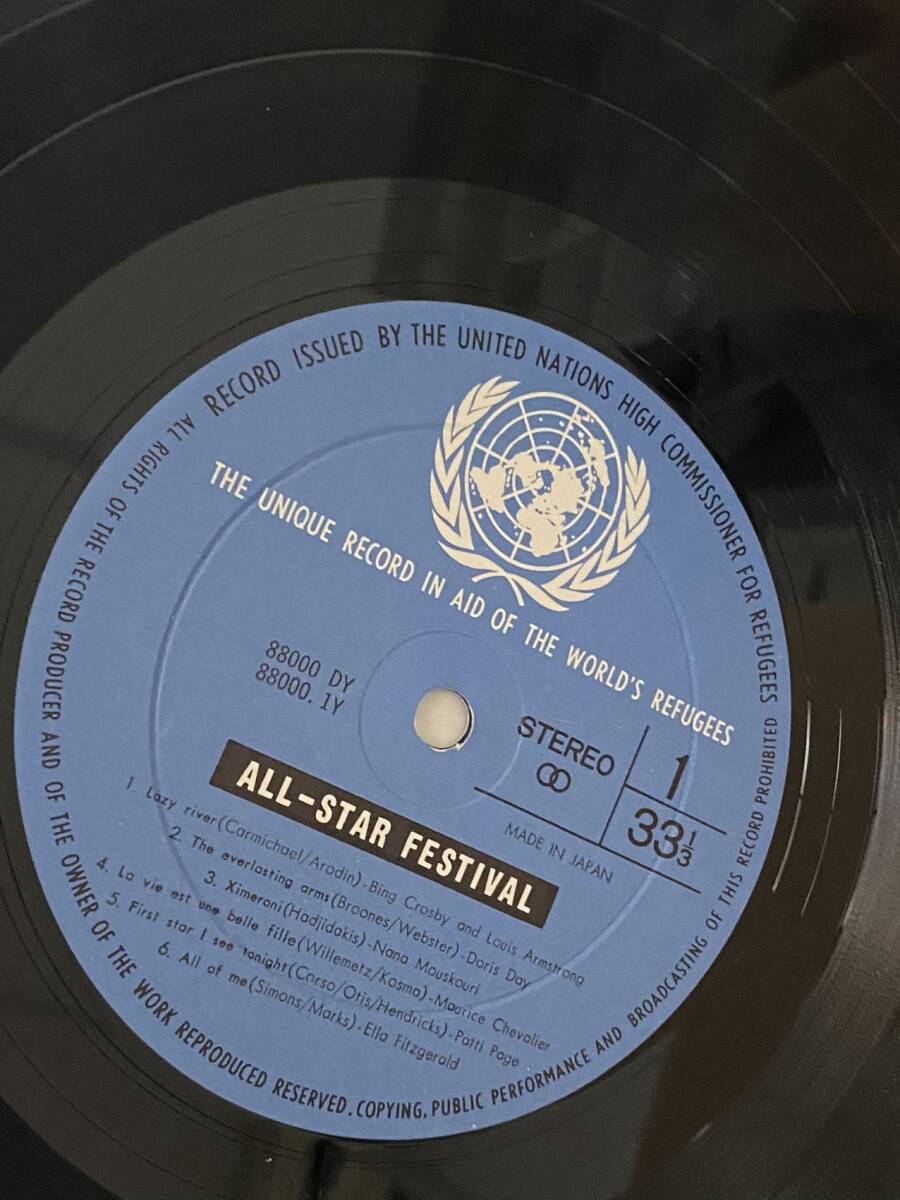 RECORD ISSUED BY THE UNITED NATIONS HIGH COMMISSIONER FOR REFUGEES
THE UNIQUE RECORD IN AID OF THE WORLD'S REFUGEES
88000 DY
88000. 1Y
STEREO
1
33 1/3
MADE IN JAPAN
ALL-STAR FESTIVAL
1. Lazy river(Carmichael/Arodin)-Bing Crosby and Louis Armstrong
2. The everlasting arms(Broones/Webster)-Doris Day
3. Ximeroni(Hadjidakis)-Nana Mouskouri
4. La vie est une belle fille(Willemetz/Kosma)-Maurice Chevalier
5. First star I see tonight(Corso/Otis/Hendricks)-Patti Page
6. All of me(Simons/Marks)-Ella Fitzgerald
ALL RIGHTS OF THE RECORD PRODUCER AND OF THE OWNER OF THE WORK REPRODUCED RESERVED. COPYING, PUBLIC PERFORMANCE AND BROADCASTING OF THIS RECORD PROHIBITED